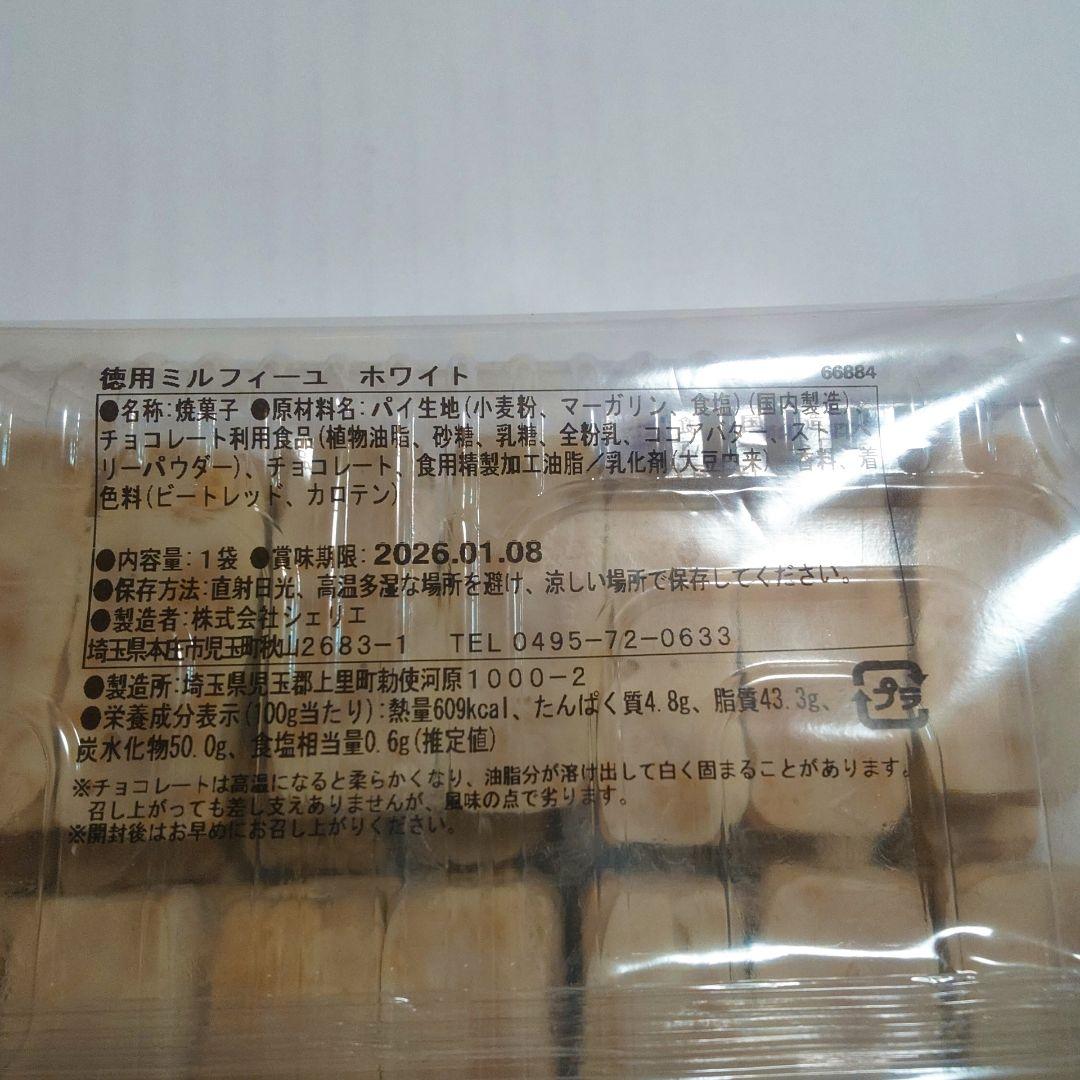 徳用ミルフィーユ ホワイト 66884
●名称:焼菓子 ●原材料名:パイ生地(小麦粉、マーガリン、食塩)(国内製造)、
チョコレート利用食品(植物油脂、砂糖、乳糖、全粉乳、ココアバター、ストロベ
リーパウダー)、チョコレート、食用精製加工油脂/乳化剤(大豆由来)、香料、着
色料(ビートレッド、カロテン)
●内容量:1袋 ●賞味期限:2026.01.08
●保存方法:直射日光、高温多湿な場所を避け、涼しい場所で保存してください。
●製造者:株式会社シェリエ
埼玉県本庄市児玉町秋山2683-1 TEL 0495-72-0633
●製造所:埼玉県児玉郡上里町勅使河原1000-2
●栄養成分表示(100g当たり):熱量609kcal、たんぱく質4.8g、脂質43.3g、
炭水化物50.0g、食塩相当量0.6g(推定値)
プラ
※チョコレートは高温になると柔らかくなり、油脂分が溶け出して白く固まることがあります。
召し上がっても差し支えありませんが、風味の点で劣ります。
※開封後はお早めにお召し上がりください。